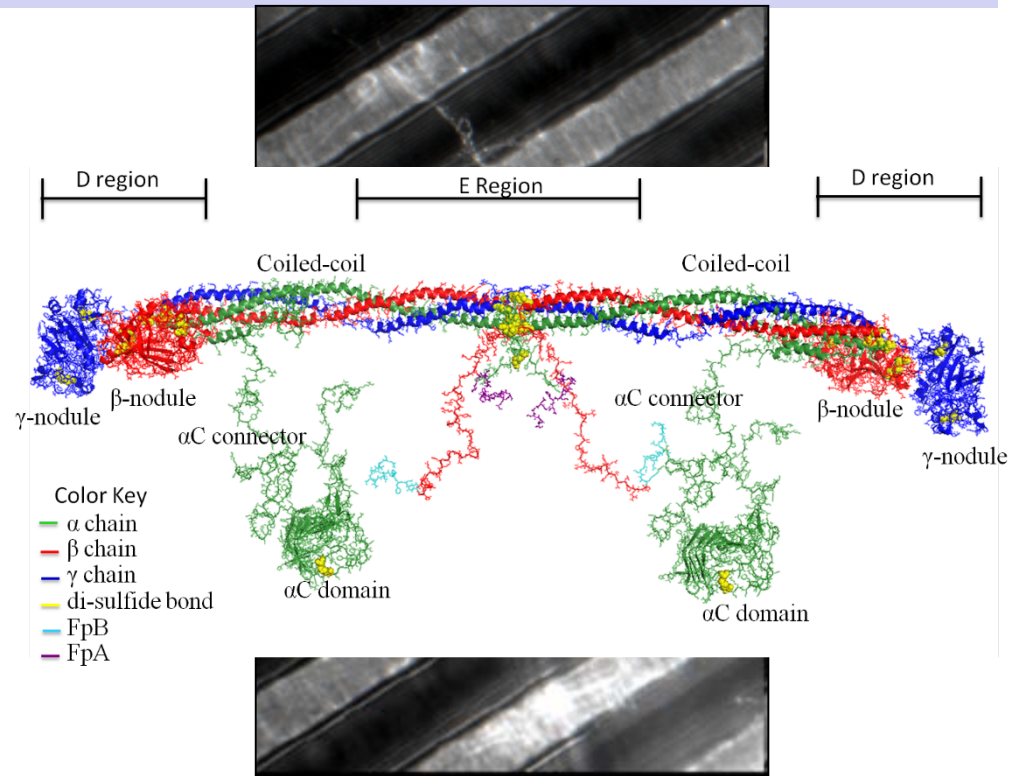 D region
E Region
D region
Coiled-coil
Coiled-coil
γ-nodule
β-nodule
αC connector
αC connector
β-nodule
γ-nodule
Color Key
α chain
β chain
γ chain
di-sulfide bond
FpB
FpA
αC domain
αC domain